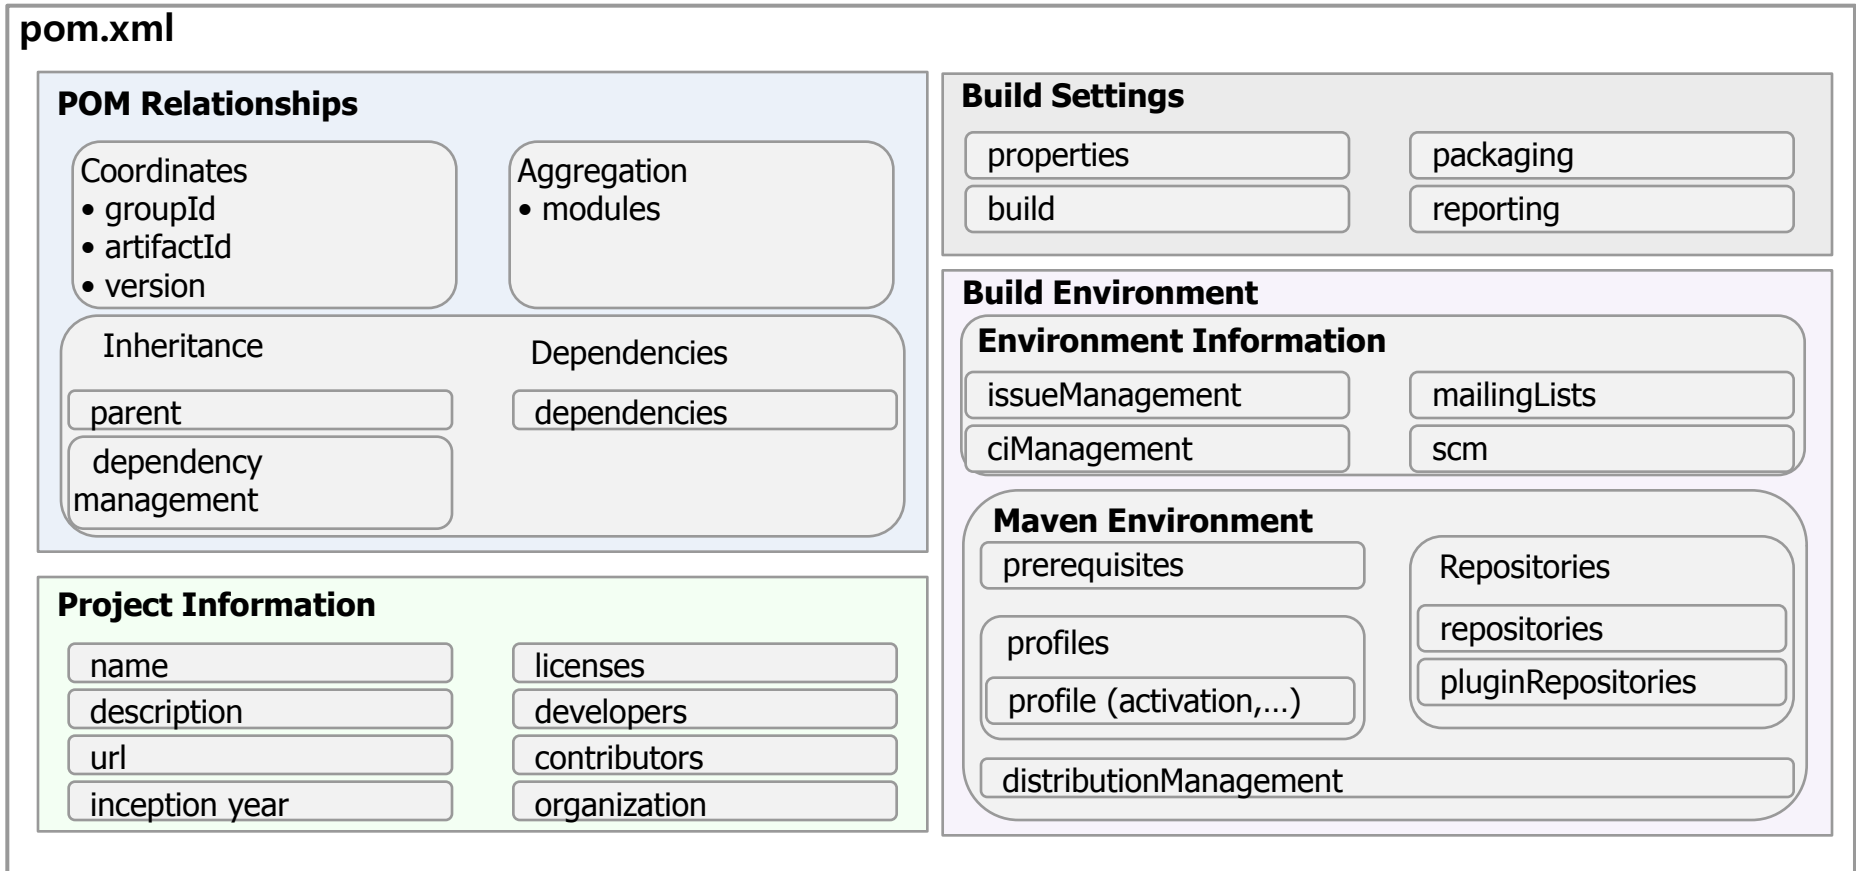 pom.xml
POM Relationships
Coordinates
• groupId
• artifactId
• version
Aggregation
• modules
Inheritance
parent
dependency
management
Dependencies
dependencies
Project Information
name
description
url
inception year
licenses
developers
contributors
organization
Build Settings
properties
packaging
build
reporting
Build Environment
Environment Information
issueManagement
mailingLists
ciManagement
scm
Maven Environment
prerequisites
profiles
profile (activation,...)
Repositories
repositories
pluginRepositories
distributionManagement